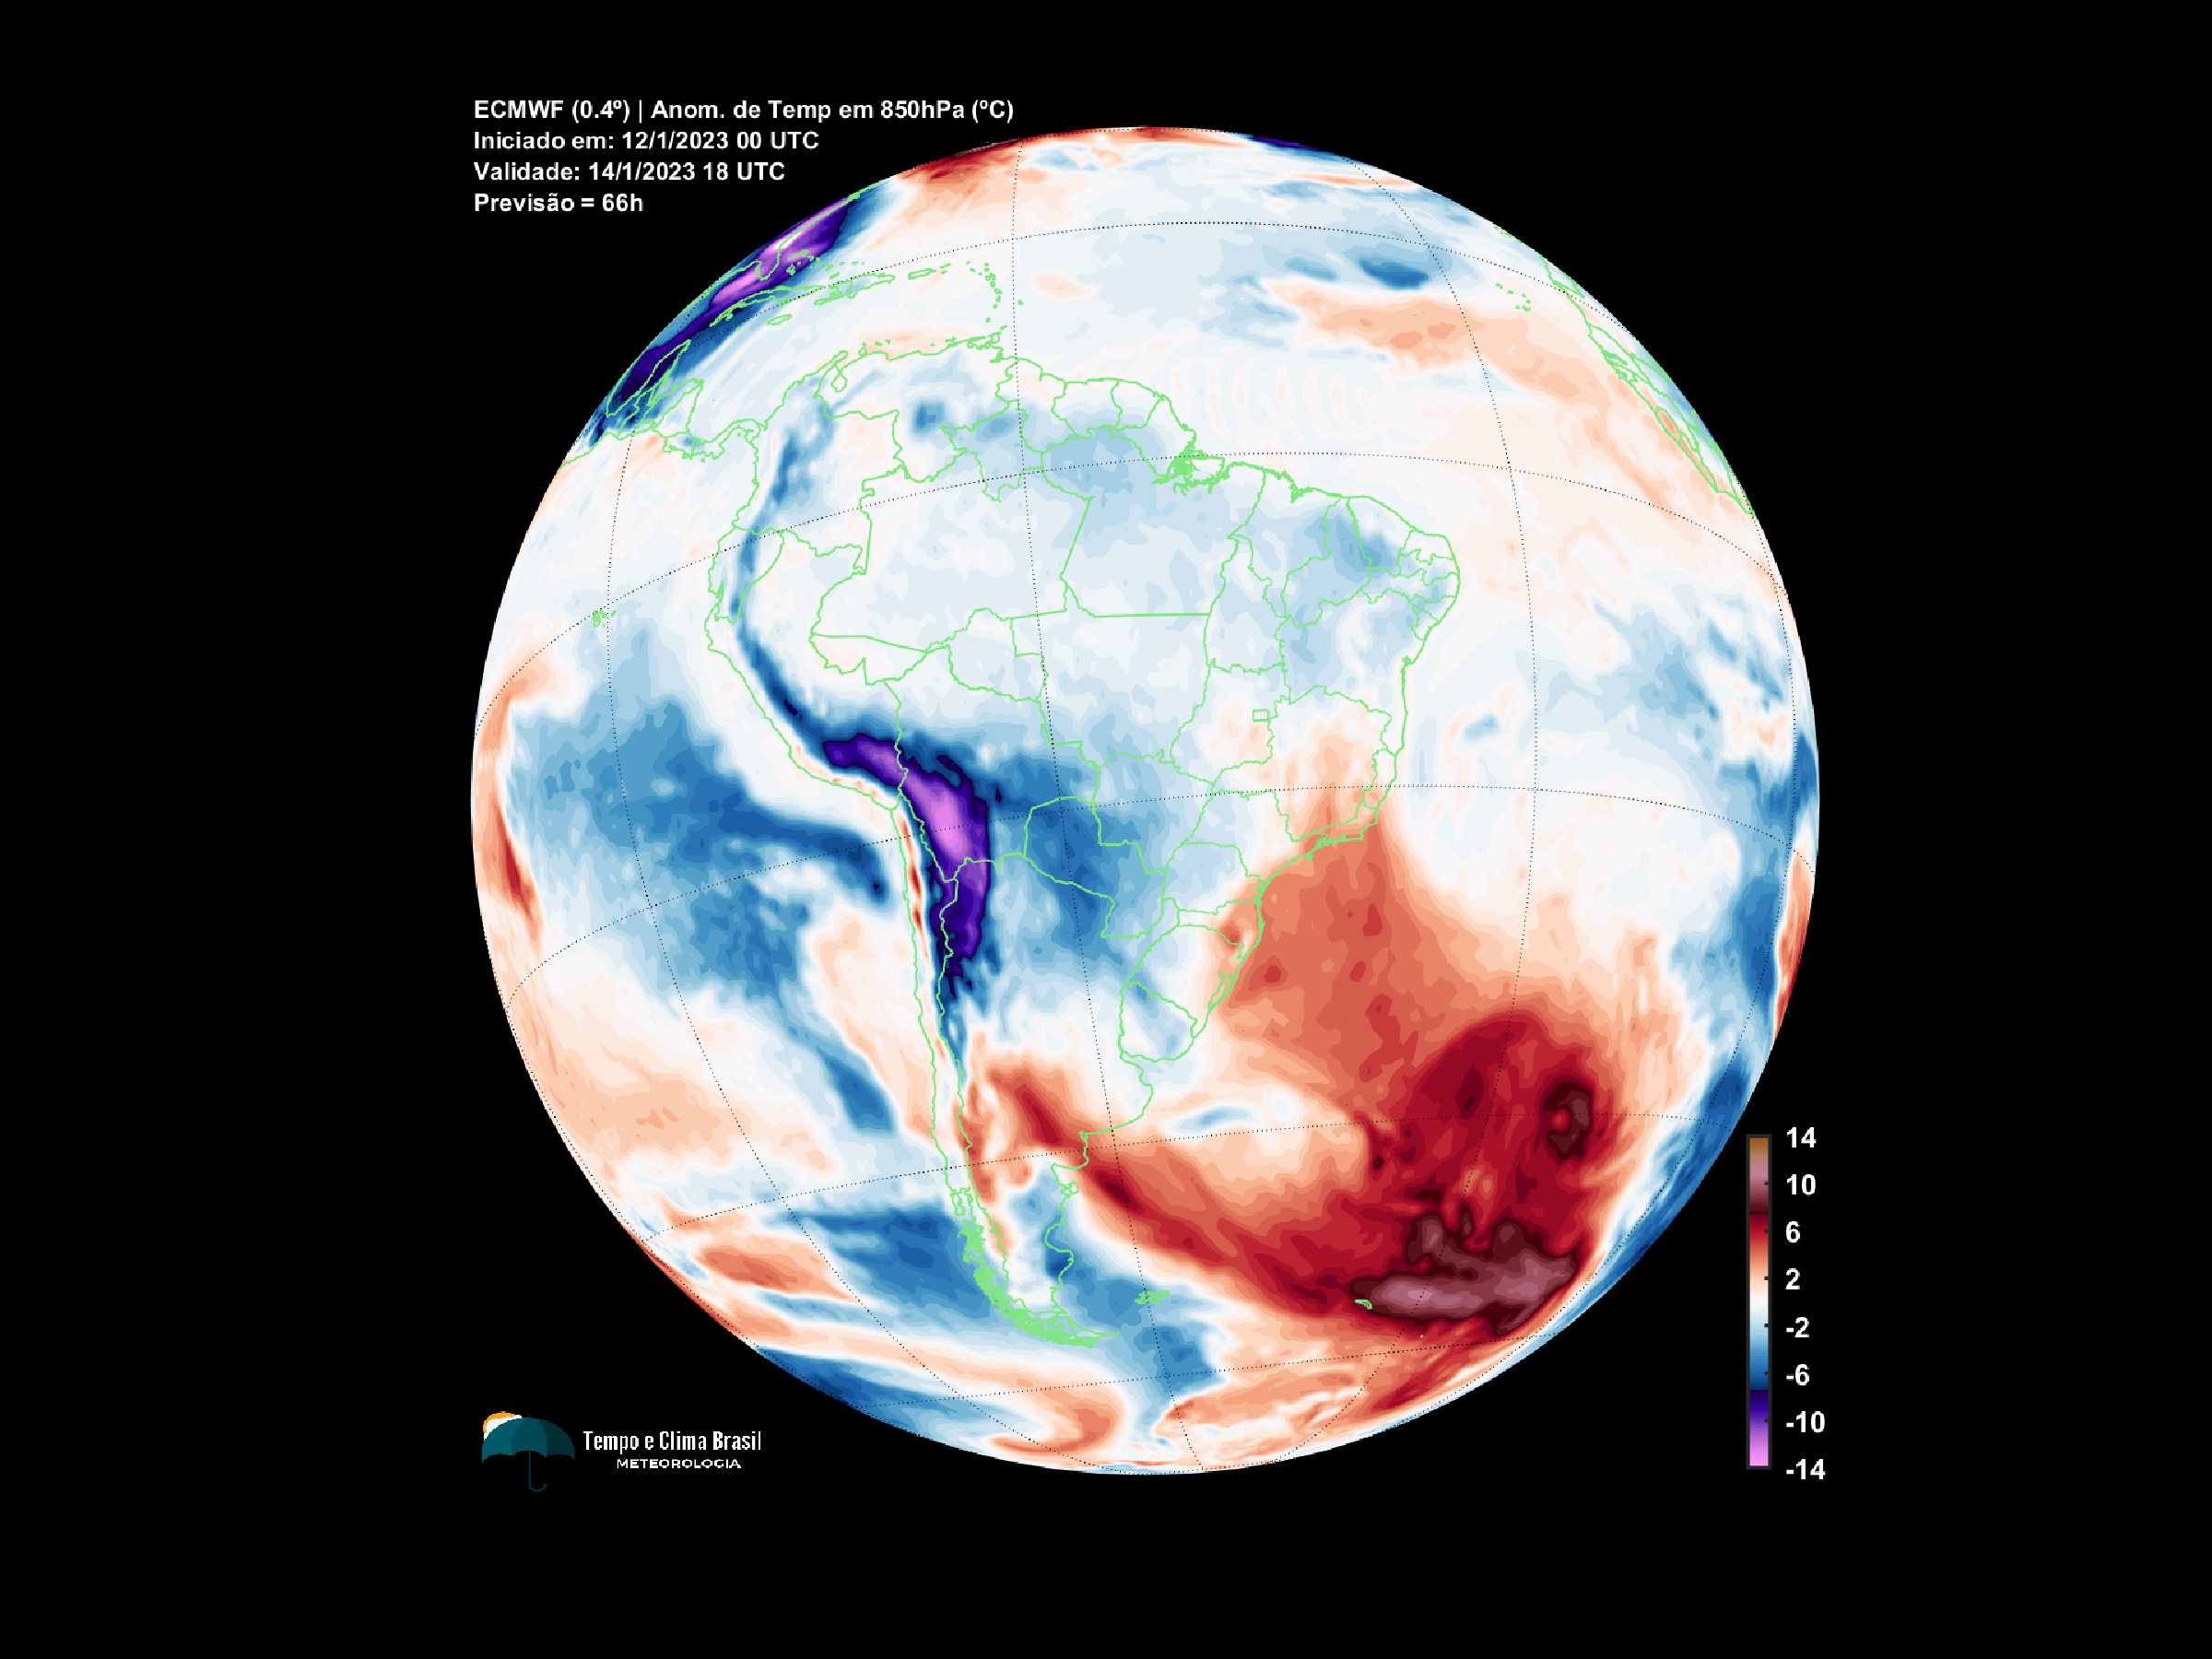 ECMWF (0.4º) | Anom. de Temp em 850hPa (ºC)
Iniciado em: 12/1/2023 00 UTC
Validade: 14/1/2023 18 UTC
Previsão = 66h
14
10
6
2
-2
-6
-10
-14
Tempo e Clima Brasil
METEOROLOGIA